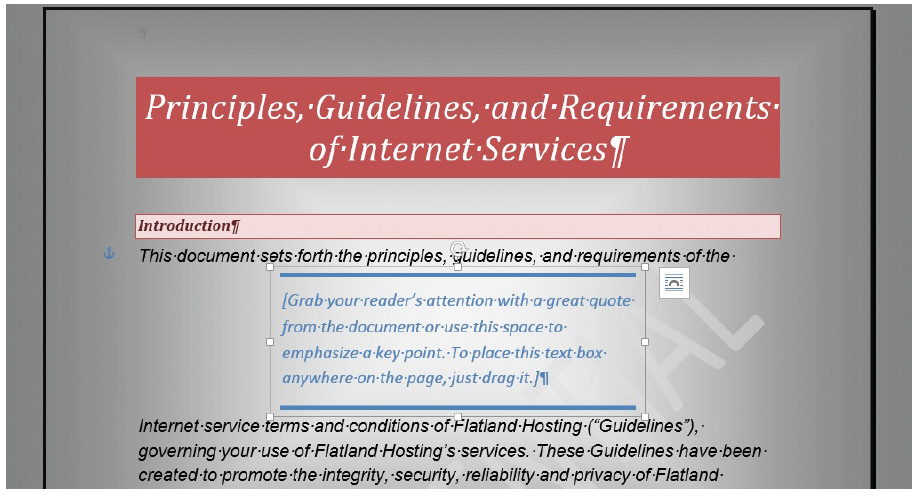 ¶
Principles, Guidelines, and Requirements
of Internet Services¶
Introduction¶
This document sets forth the principles, guidelines, and requirements of the
[Grab your reader's attention with a great quote
from the document or use this space to
emphasize a key point. To place this text box
anywhere on the page, just drag it.]¶
Internet service terms and conditions of Flatland Hosting (“Guidelines”),
governing your use of Flatland Hosting's services. These Guidelines have been
created to promote the integrity, security, reliability and privacy of Flatland